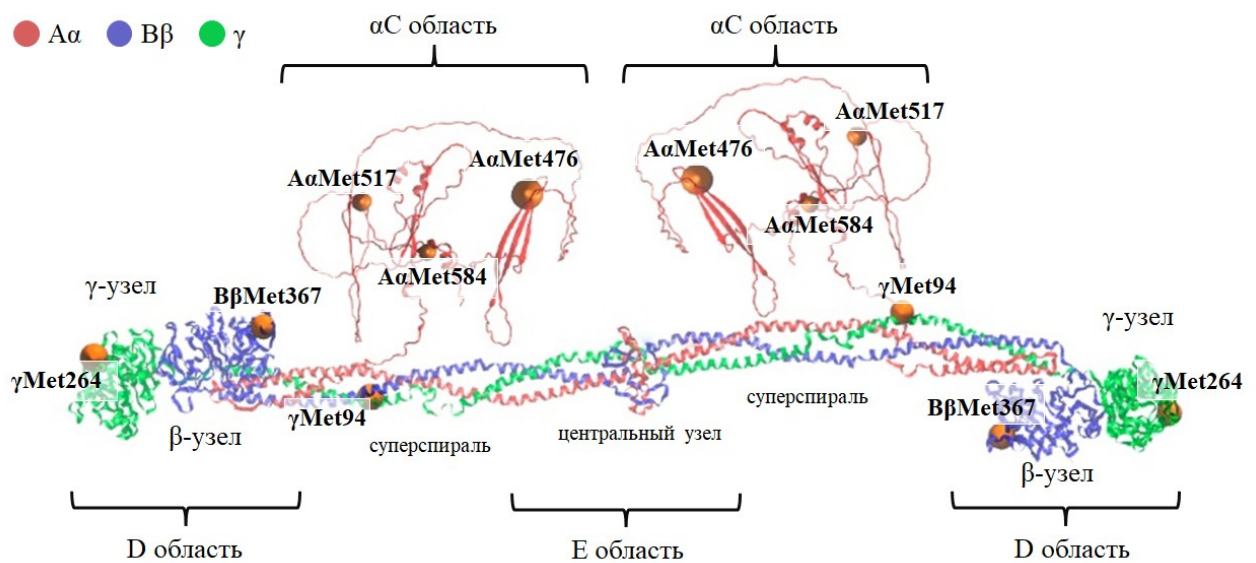 Aα Bβ γ
αC область
αC область
AαMet517
AαMet476
AαMet584
AαMet476
AαMet517
AαMet584
γ-узел
BβMet367
γMet264
β-узел
γMet94
суперспираль
центральный узел
γMet94
суперспираль
γ-узел
γMet264
BβMet367
β-узел
D область
E область
D область